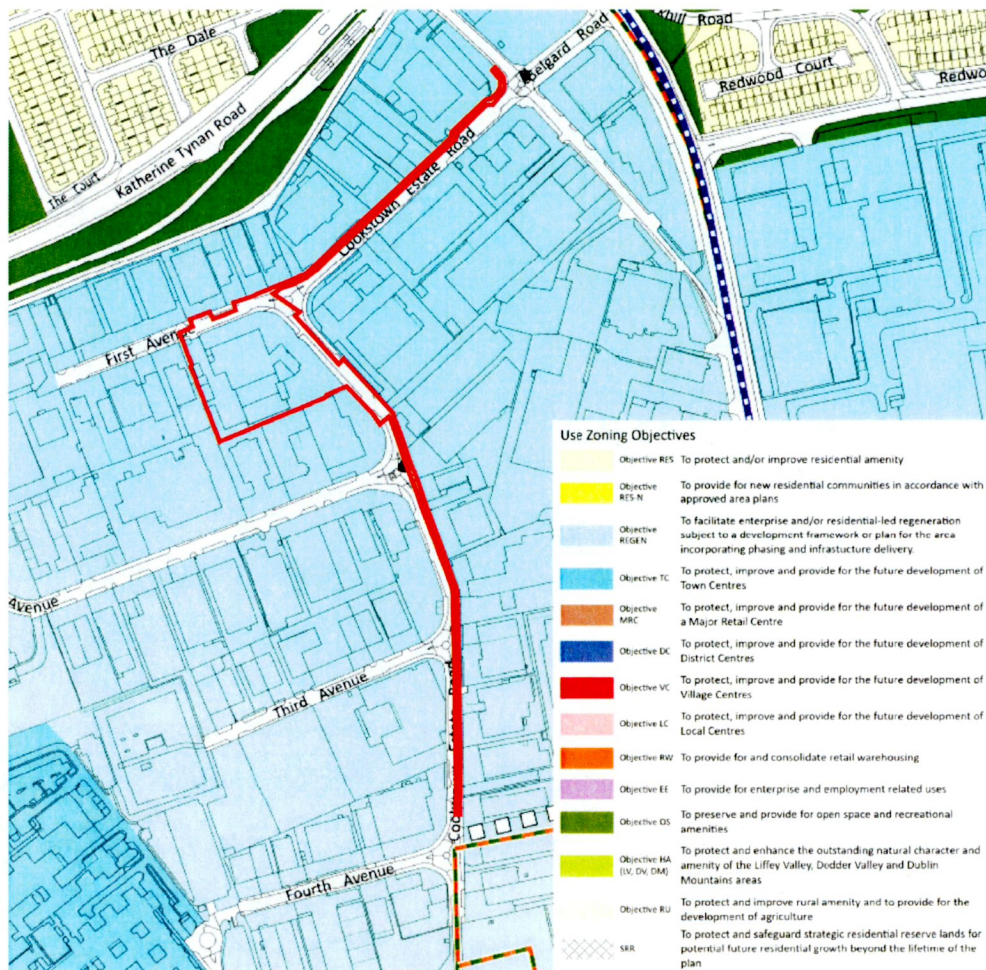 The Dale
xhill Road
Belgard Road
Redwood Court
Redwo
Katherine Tynan Road
The Court
Cookstown Estate Road
First Avenue
Use Zoning Objectives
Objective RES To protect and/or improve residential amenity
Objective
RES-N
To provide for new residential communities in accordance with
approved area plans
Objective
REGEN
To facilitate enterprise and/or residential-led regeneration
subject to a development framework or plan for the area
incorporating phasing and infrastucture delivery.
Objective TC To protect, improve and provide for the future development of
Town Centres
Objective
MRC
To protect, improve and provide for the future development of
a Major Retail Centre
Objective DC To protect, improve and provide for the future development of
District Centres
Objective VC To protect, improve and provide for the future development of
Village Centres
Objective LC To protect, improve and provide for the future development of
Local Centres
Objective RW To provide for and consolidate retail warehousing
Objective EE To provide for enterprise and employment related uses
Objective OS To preserve and provide for open space and recreational
amenities
Objective HA
(LV, DV, DM)
To protect and enhance the outstanding natural character and
amenity of the Liffey Valley, Dodder Valley and Dublin
Mountains areas
Objective RU To protect and improve rural amenity and to provide for the
development of agriculture
SRR To protect and safeguard strategic residential reserve lands for
potential future residential growth beyond the lifetime of the
plan
Avenue
Third Avenue
Fourth Avenue